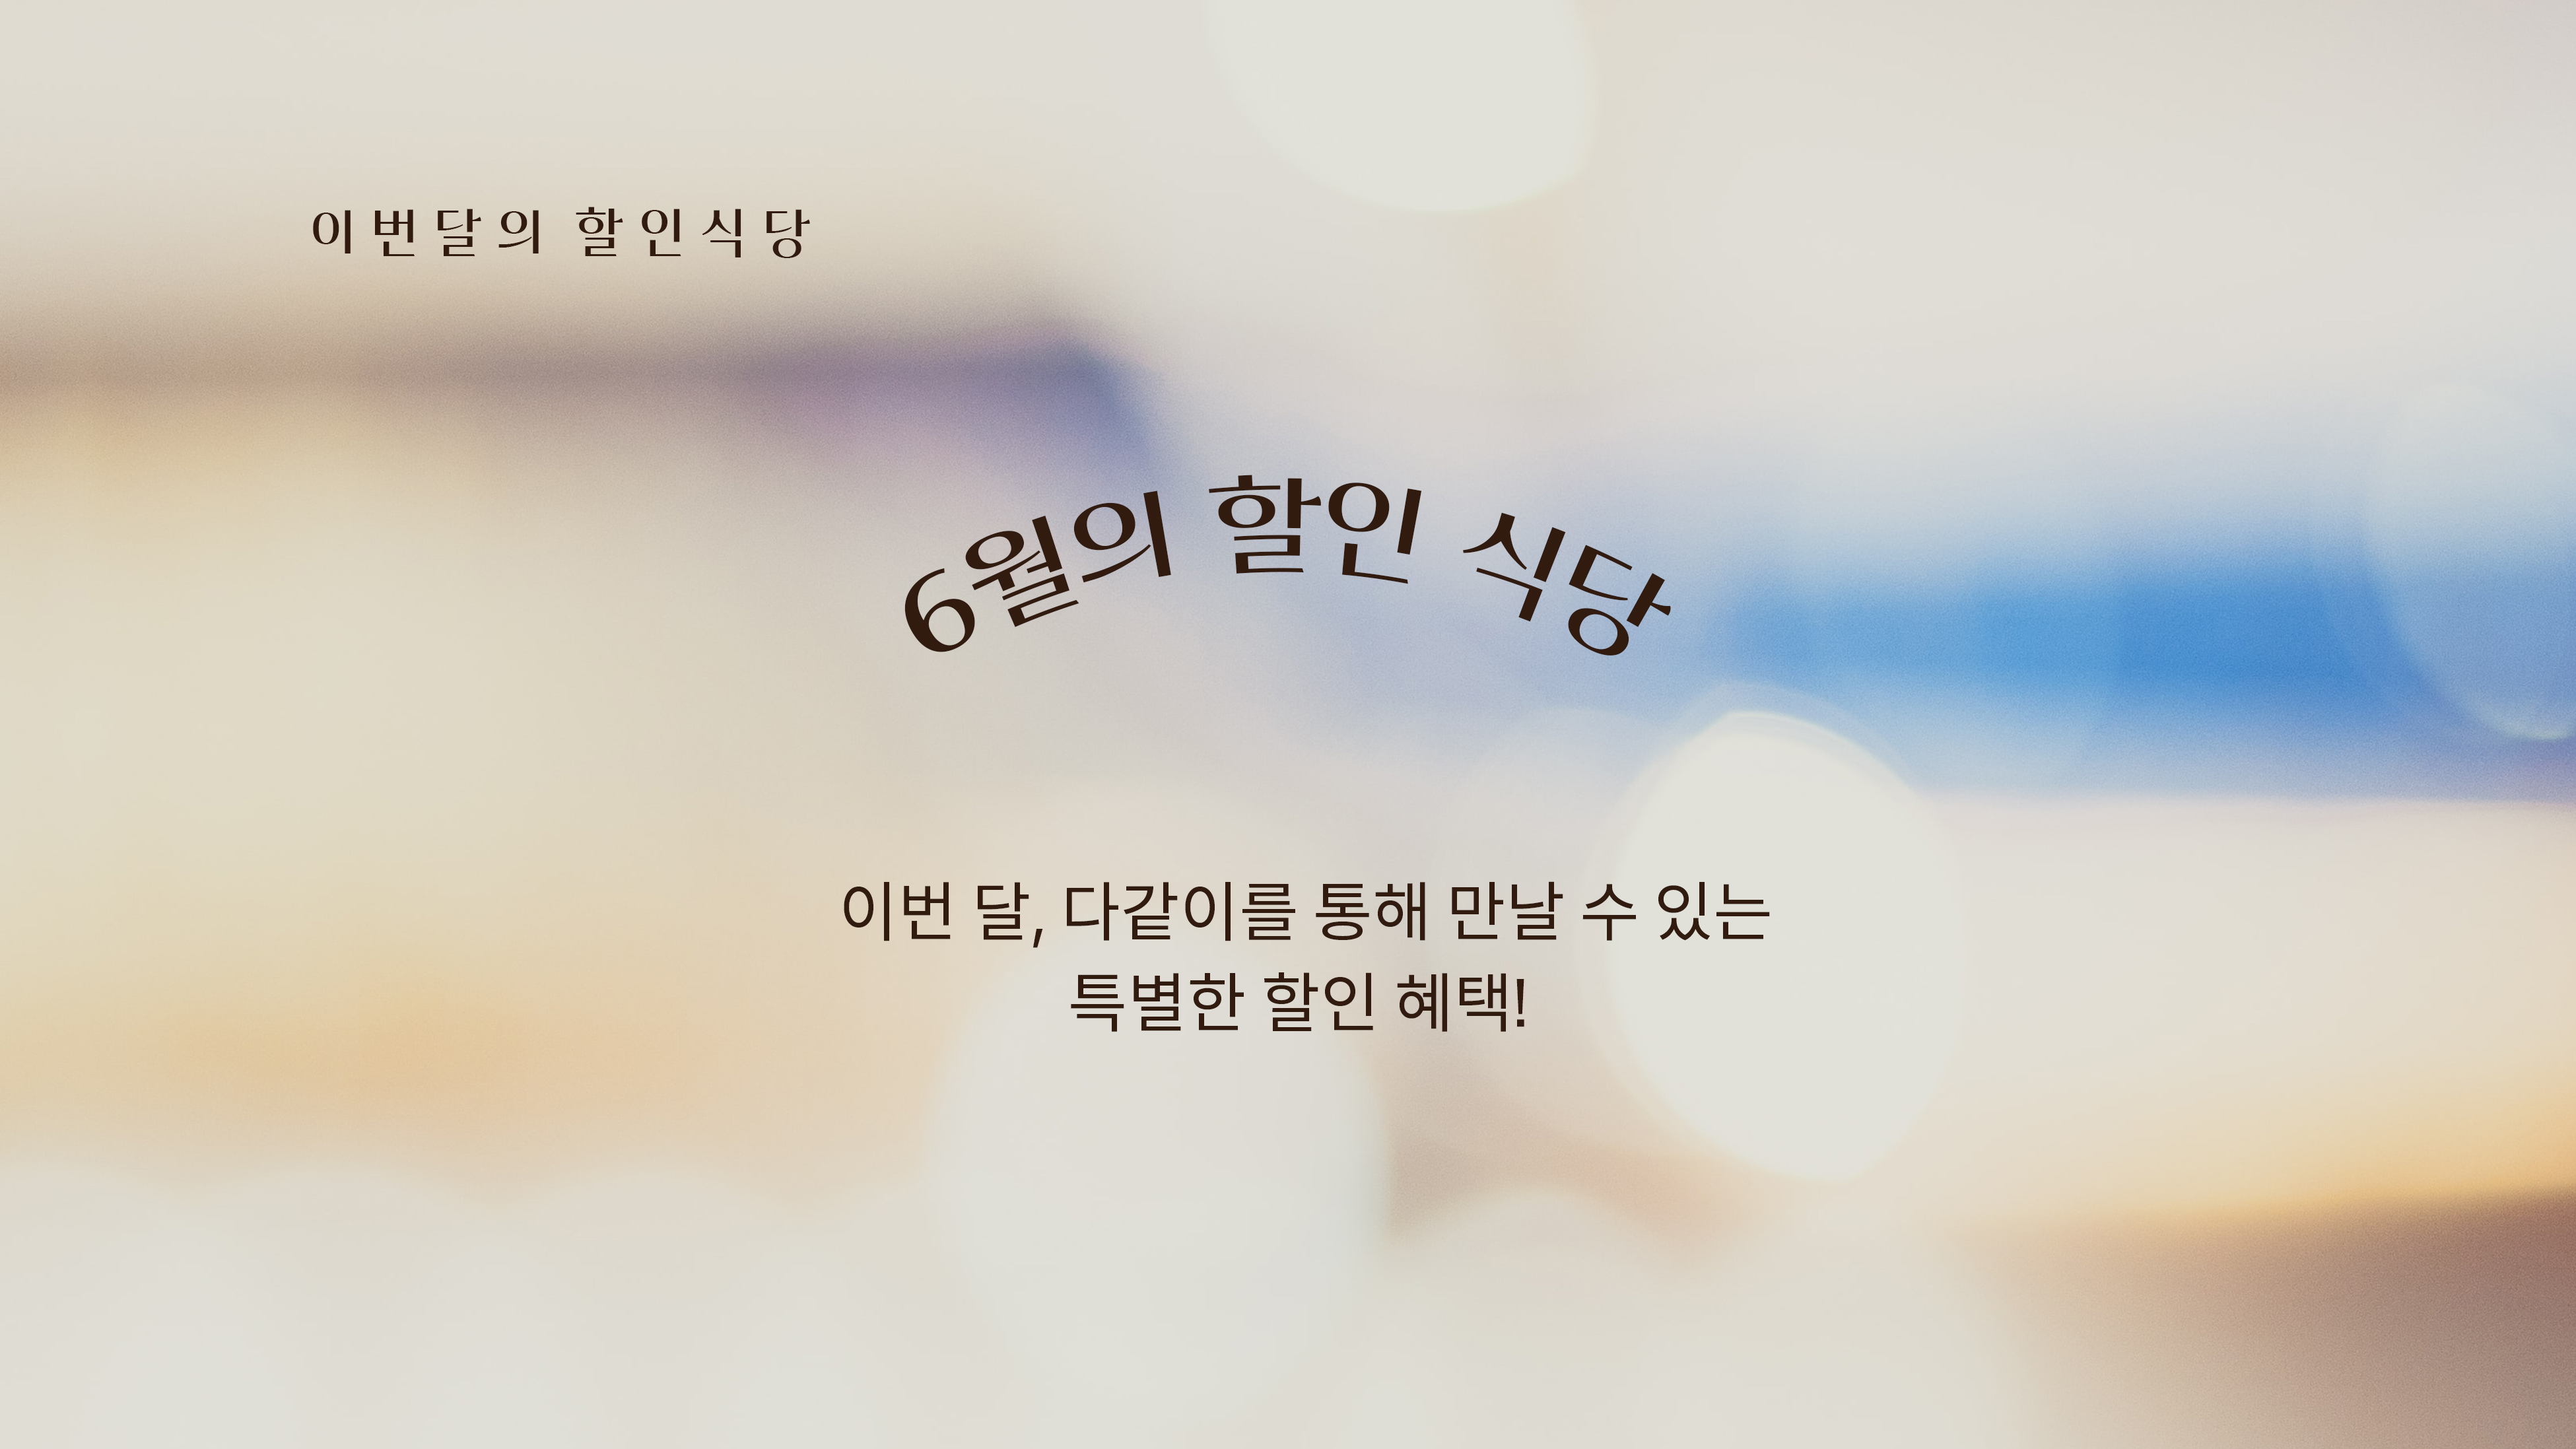 이번달의 할인식당
6월의 할인 식당
이번 달, 다같이를 통해 만날 수 있는
특별한 할인 혜택!